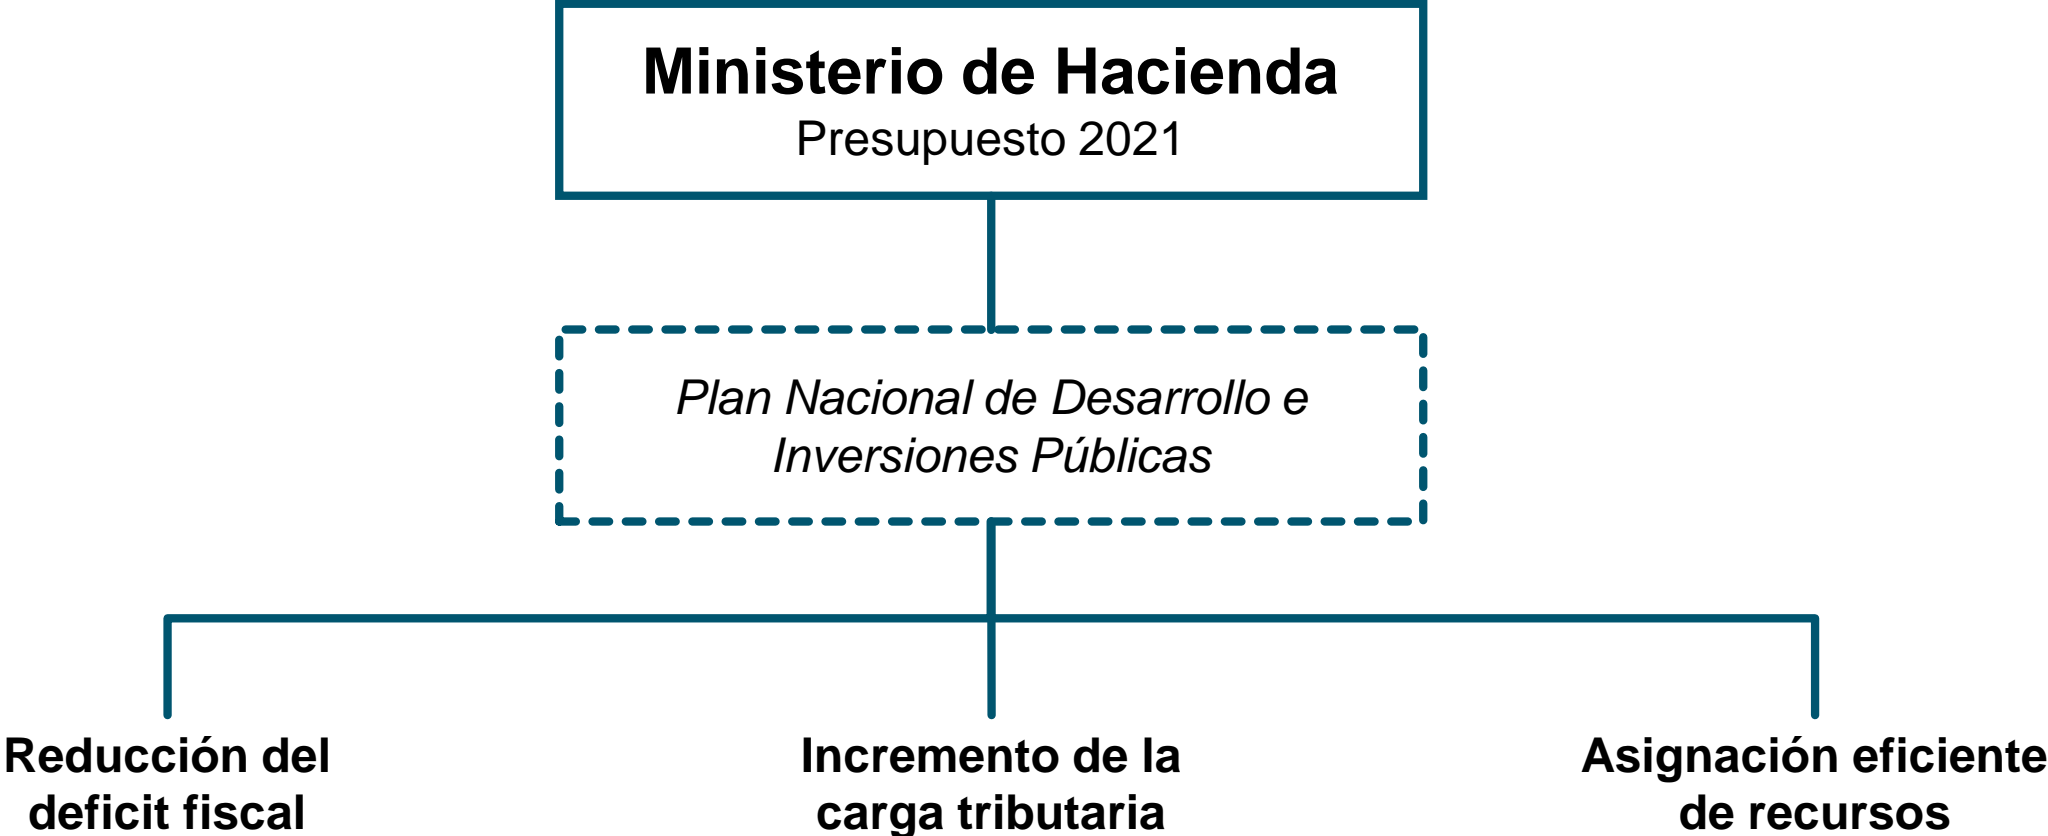 Ministerio de Hacienda
Presupuesto 2021
Plan Nacional de Desarrollo e
Inversiones Públicas
Reducción del
deficit fiscal
Incremento de la
carga tributaria
Asignación eficiente
de recursos